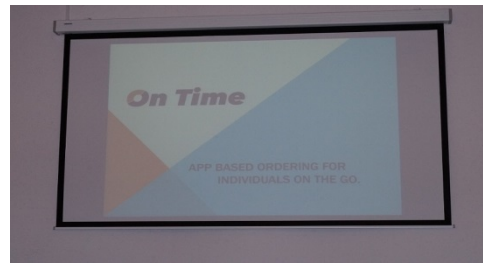 On Time
APP BASED ORDERING FOR
INDIVIDUALS ON THE GO.